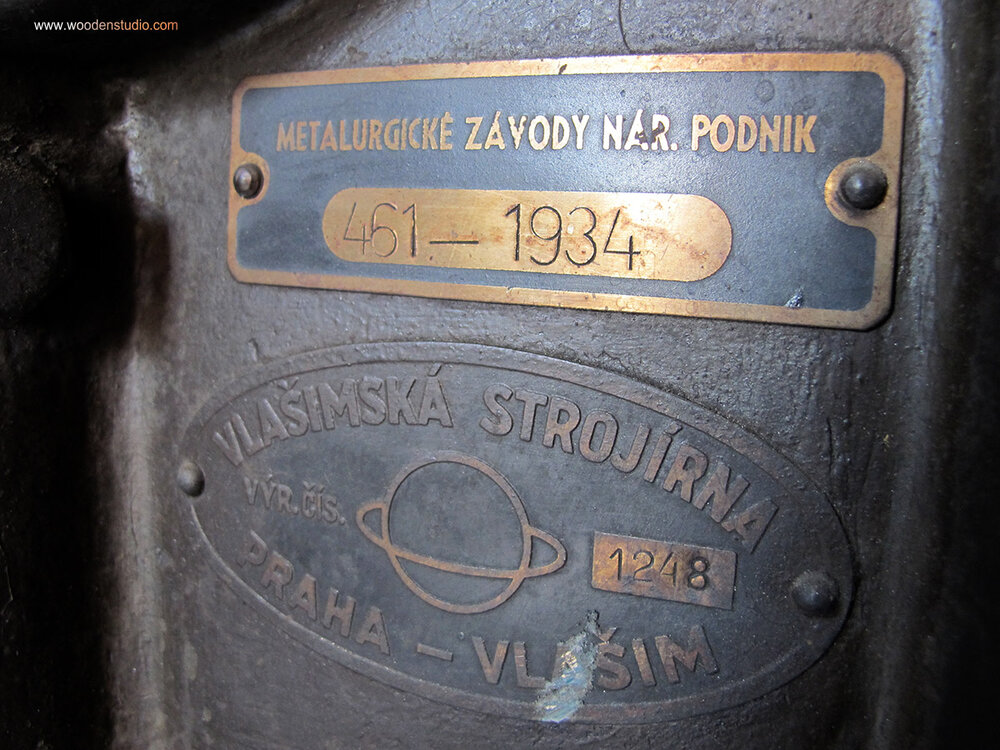 www.woodenstudio.com
METALURGICKÉ ZÁVODY NÁR. PODNIK
461 — 1934
VLAŠIMSKÁ STROJÍRNA
VÝR. ČÍS.
1248
PRAHA – VLAŠIM